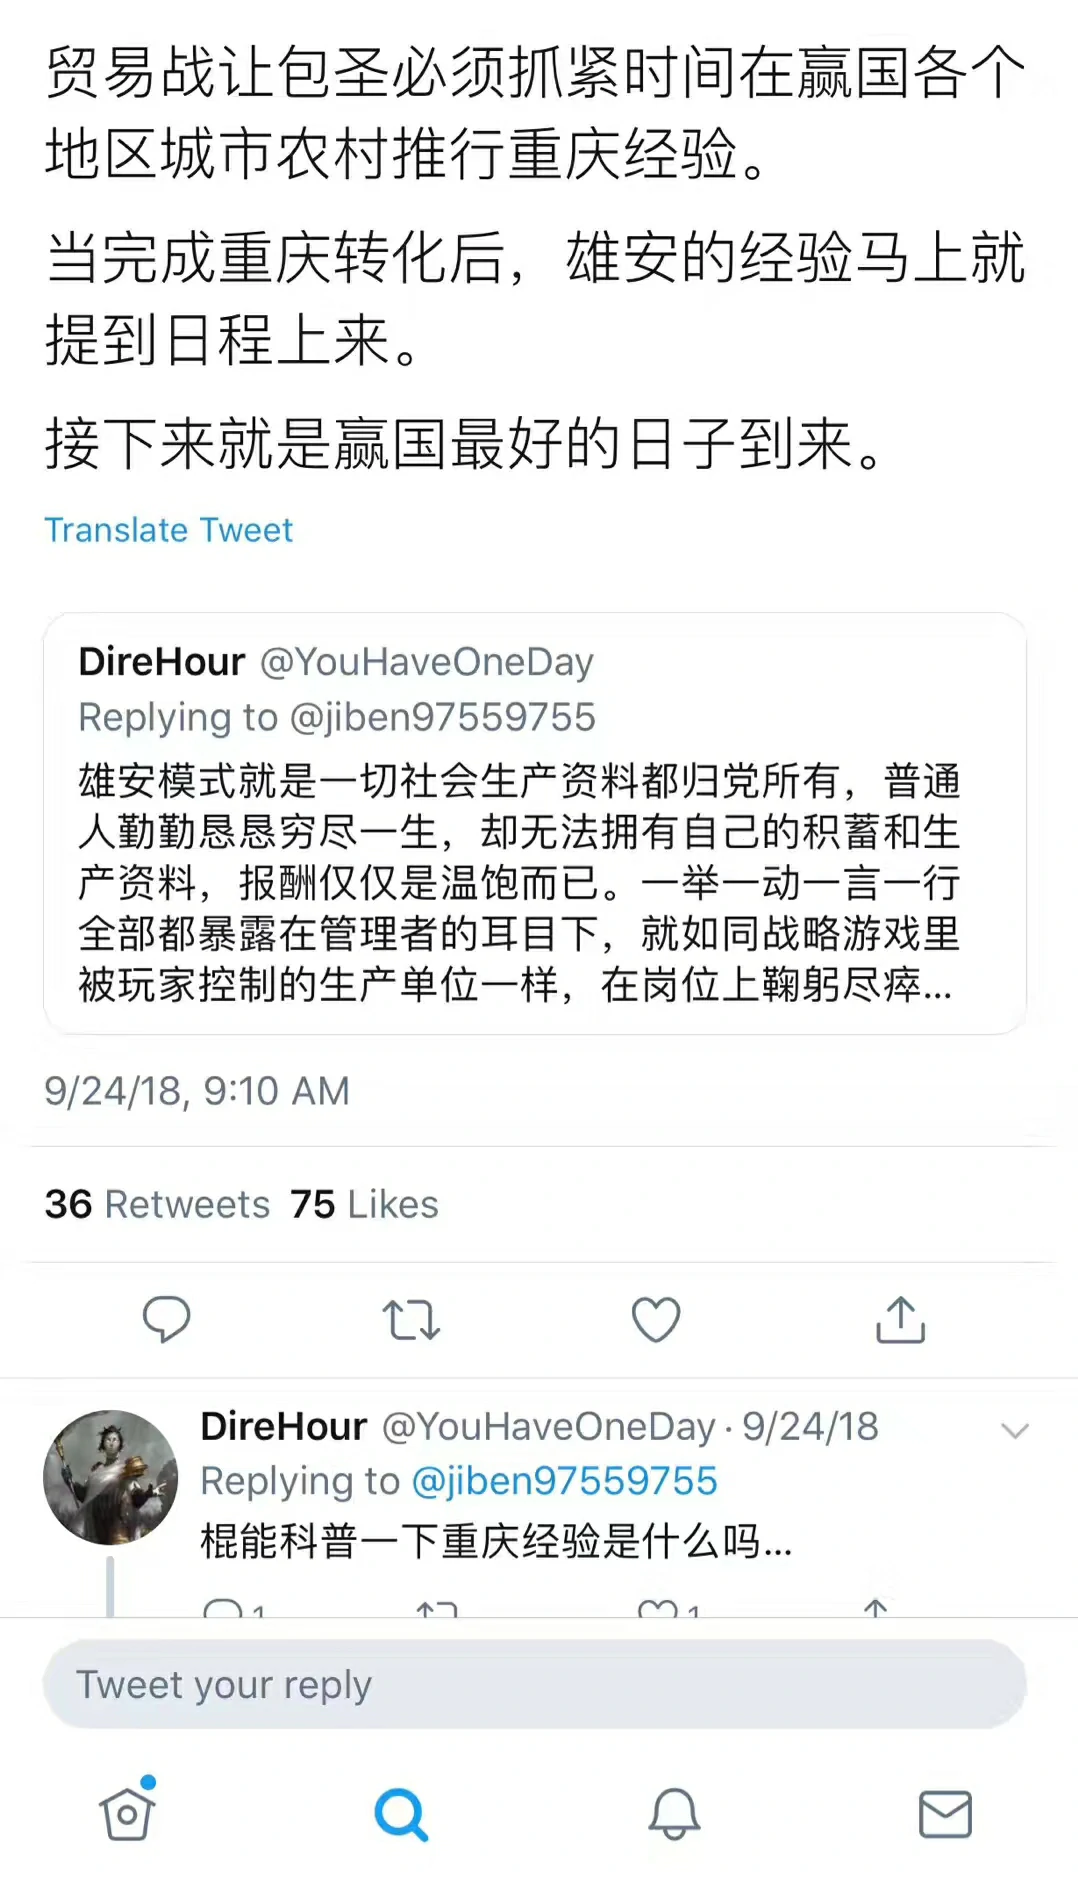 贸易战让包圣必须抓紧时间在赢国各个
地区城市农村推行重庆经验。
当完成重庆转化后，雄安的经验马上就
提到日程上来。
接下来就是赢国最好的日子到来。
Translate Tweet
DireHour @YouHaveOneDay
Replying to @jiben97559755
雄安模式就是一切社会生产资料都归党所有，普通
人勤勤恳恳穷尽一生，却无法拥有自己的积蓄和生
产资料，报酬仅仅是温饱而已。一举一动一言一行
全部都暴露在管理者的耳目下，就如同战略游戏里
被玩家控制的生产单位一样，在岗位上鞠躬尽瘁...
9/24/18, 9:10 AM
36 Retweets 75 Likes
DireHour @YouHaveOneDay · 9/24/18
Replying to @jiben97559755
棍能科普一下重庆经验是什么吗...
1 1
Tweet your reply